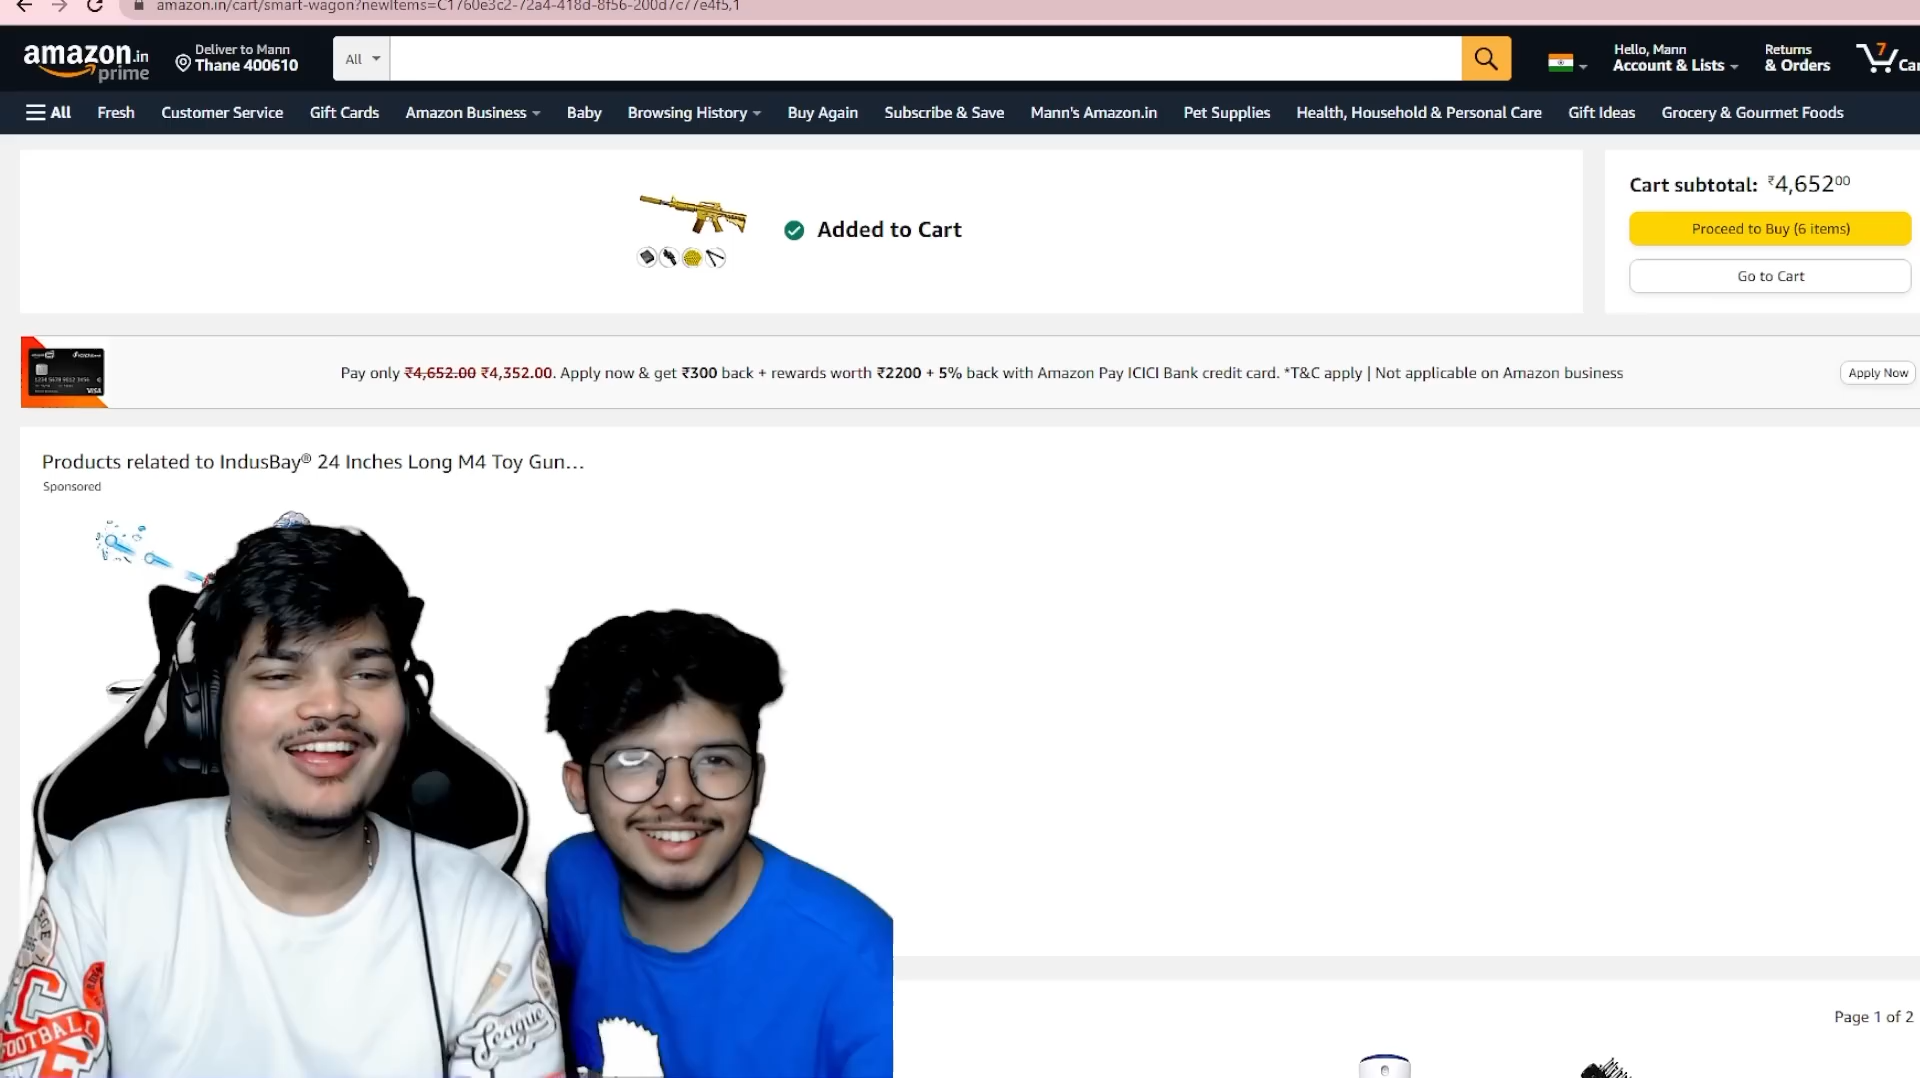 amazon.in/cart/smart-wagon?newItems=C1760e3c2-72a4-418d-8f56-200d7c77e4f5,1
amazon.in
prime
Deliver to Mann
Thane 400610
All
Hello, Mann
Account & Lists
Returns
& Orders
7
Car
All
Fresh
Customer Service
Gift Cards
Amazon Business
Baby
Browsing History
Buy Again
Subscribe & Save
Mann's Amazon.in
Pet Supplies
Health, Household & Personal Care
Gift Ideas
Grocery & Gourmet Foods
Added to Cart
Cart subtotal: ₹4,65200
Proceed to Buy (6 items)
Go to Cart
Pay only ₹4,652.00 ₹4,352.00. Apply now & get ₹300 back + rewards worth ₹2200 + 5% back with Amazon Pay ICICI Bank credit card. *T&C apply | Not applicable on Amazon business
Apply Now
VISA
Products related to IndusBay® 24 Inches Long M4 Toy Gun...
Sponsored
FOOTBALL
League
Page 1 of 2